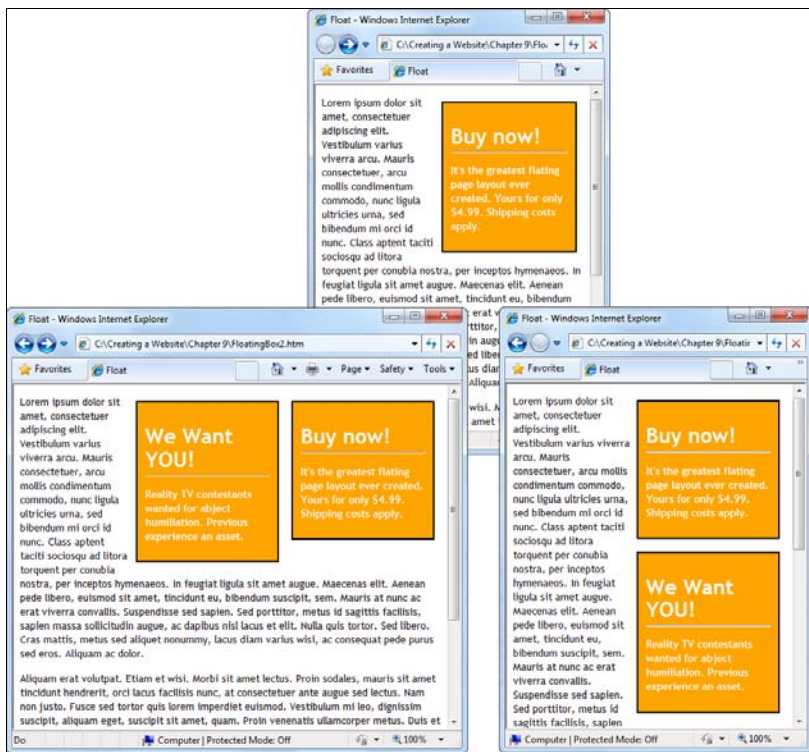 Float - Windows Internet Explorer
C:\Creating a Website\Chapter 9\Floa
Favorites
Float
Lorem ipsum dolor sit
amet, consectetuer
adipiscing elit.
Vestibulum varius
viverra arcu. Mauris
consectetuer, arcu
mollis condimentum
commodo, nunc ligula
ultricies urna, sed
bibendum mi orci id
nunc. Class aptent taciti
sociosqu ad litora
torquent per conubia nostra, per inceptos hymenaeos. In
feugiat ligula sit amet augue. Maecenas elit. Aenean
pede libero, euismod sit amet, tincidunt eu, bibendum
Buy now!
It's the greatest flating
page layout ever
created. Yours for only
$4.99. Shipping costs
apply.
Float - Windows Internet Explorer
C:\Creating a Website\Chapter 9\FloatingBox2.htm
Favorites
Float
Page
Safety
Tools
Lorem ipsum dolor sit
amet, consectetuer
adipiscing elit.
Vestibulum varius
viverra arcu. Mauris
consectetuer, arcu
mollis condimentum
commodo, nunc ligula
ultricies urna, sed
bibendum mi orci id
nunc. Class aptent
taciti sociosqu ad litora
torquent per conubia
We Want
YOU!
Reality TV contestants
wanted for abject
humiliation. Previous
experience an asset.
Buy now!
It's the greatest flating
page layout ever created.
Yours for only $4.99.
Shipping costs apply.
nostra, per inceptos hymenaeos. In feugiat ligula sit amet augue. Maecenas elit. Aenean
pede libero, euismod sit amet, tincidunt eu, bibendum suscipit, sem. Mauris at nunc ac
erat viverra convallis. Suspendisse sed sapien. Sed porttitor, metus id sagittis facilisis,
sapien massa sollicitudin augue, ac dapibus nisl lacus et elit. Nulla quis tortor. Sed libero.
Cras mattis, metus sed aliquet nonummy, lacus diam varius wisi, ac consequat pede purus
sed eros. Aliquam ac dolor.
Aliquam erat volutpat. Etiam et wisi. Morbi sit amet lectus. Proin sodales, mauris sit amet
tincidunt hendrerit, orci lacus facilisis nunc, at consectetuer ante augue sed lectus. Nam
non justo. Fusce sed tortor quis lorem imperdiet euismod. Vestibulum mi leo, dignissim
suscipit, aliquam eget, suscipit sit amet, quam. Proin venenatis ullamcorper metus. Duis et
Do
Computer | Protected Mode: Off
100%
Float - Windows Internet Explorer
C:\Creating a Website\Chapter 9\Floatin
Favorites
Float
Lorem ipsum dolor sit
amet, consectetuer
adipiscing elit.
Vestibulum varius viverra
arcu. Mauris
consectetuer, arcu mollis
condimentum commodo,
nunc ligula ultricies urna,
sed bibendum mi orci id
nunc. Class aptent taciti
sociosqu ad litora
torquent per conubia
nostra, per inceptos
hymenaeos. In feugiat
ligula sit amet augue.
Maecenas elit. Aenean
pede libero, euismod sit
amet, tincidunt eu,
bibendum suscipit, sem.
Mauris at nunc ac erat
viverra convallis.
Suspendisse sed sapien.
Sed porttitor, metus id
sagittis facilisis, sapien
Buy now!
It's the greatest flating
page layout ever created.
Yours for only $4.99.
Shipping costs apply.
We Want
YOU!
Reality TV contestants
wanted for abject
humiliation. Previous
experience an asset.
Computer | Protected Mode: Off
100%